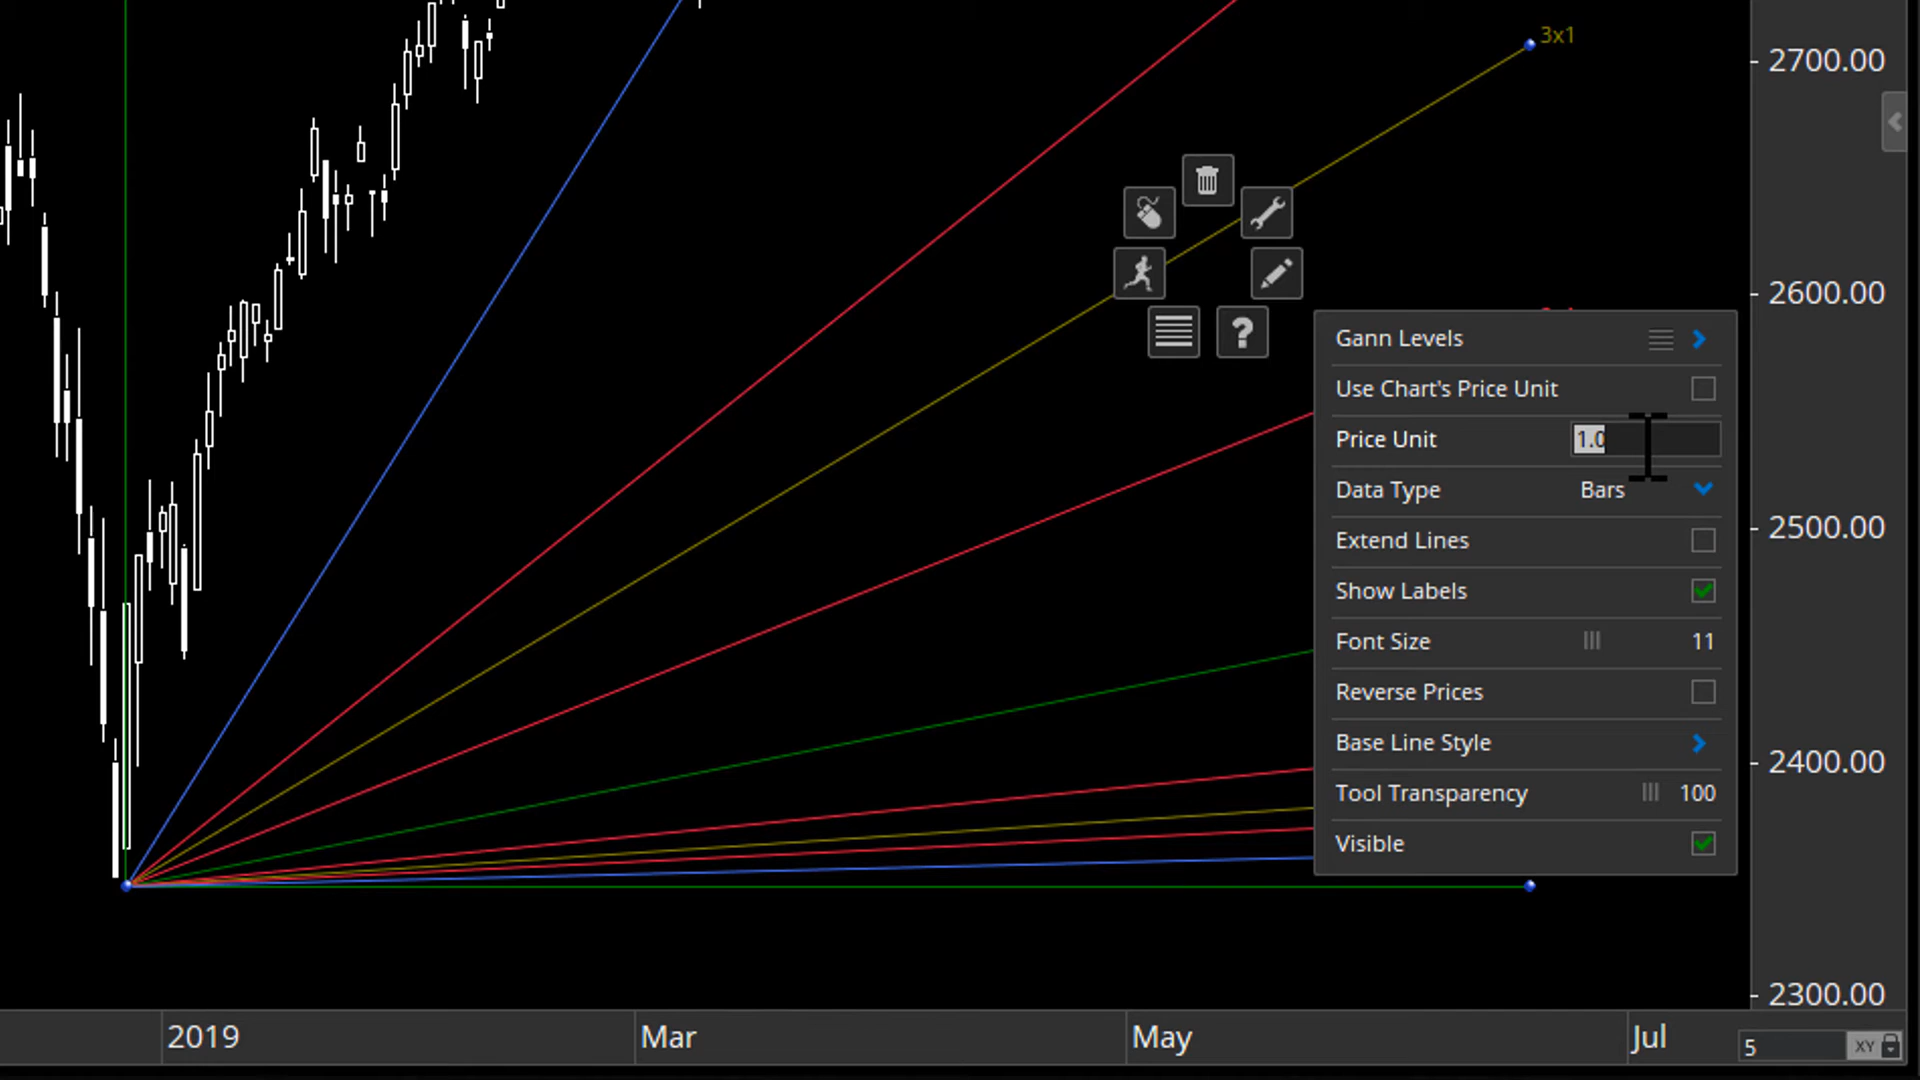 3x1
2700.00
2600.00
Gann Levels
Use Chart's Price Unit
Price Unit 1.0
Data Type Bars
2500.00
Extend Lines
Show Labels
Font Size 11
Reverse Prices
Base Line Style
2400.00
Tool Transparency 100
Visible
2300.00
2019 Mar May Jul
5 XY